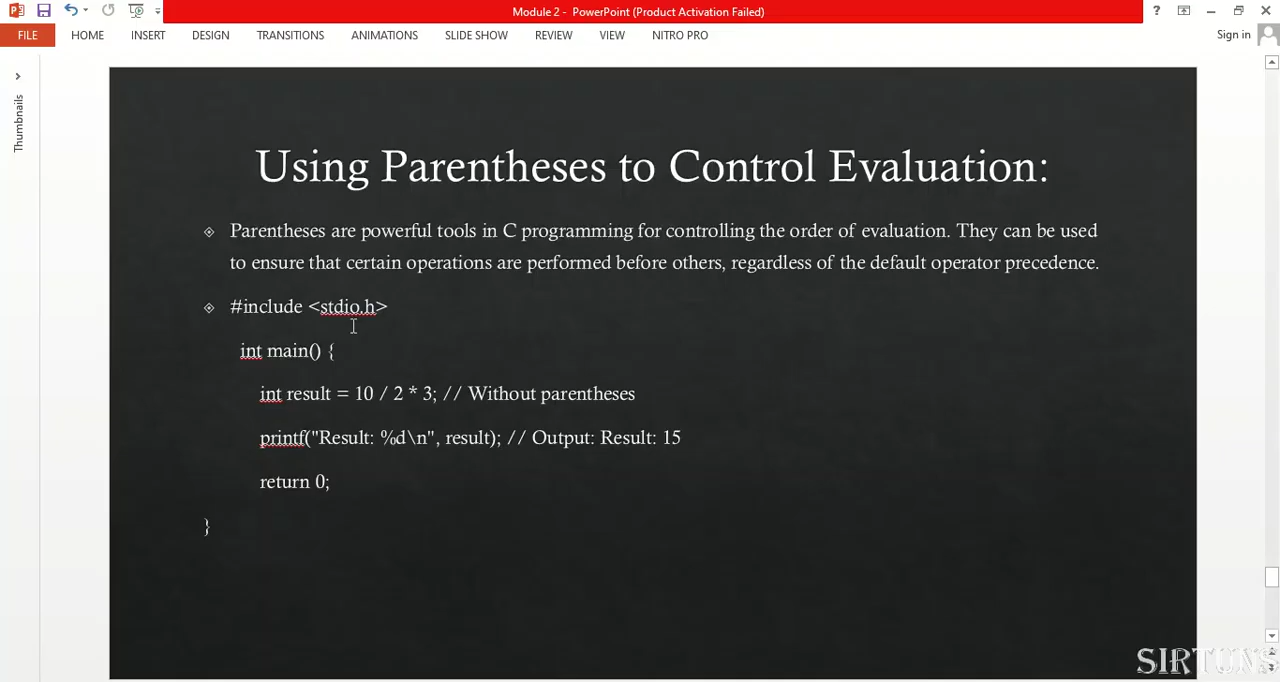 Module 2 - PowerPoint (Product Activation Failed)
?
FILE HOME INSERT DESIGN TRANSITIONS ANIMATIONS SLIDE SHOW REVIEW VIEW NITRO PRO Sign in
Thumbnails
Using Parentheses to Control Evaluation:
Parentheses are powerful tools in C programming for controlling the order of evaluation. They can be used
to ensure that certain operations are performed before others, regardless of the default operator precedence.
#include <stdio.h>
int main() {
int result = 10 / 2 * 3; // Without parentheses
printf("Result: %d\n", result); // Output: Result: 15
return 0;
}
SIRTUNS